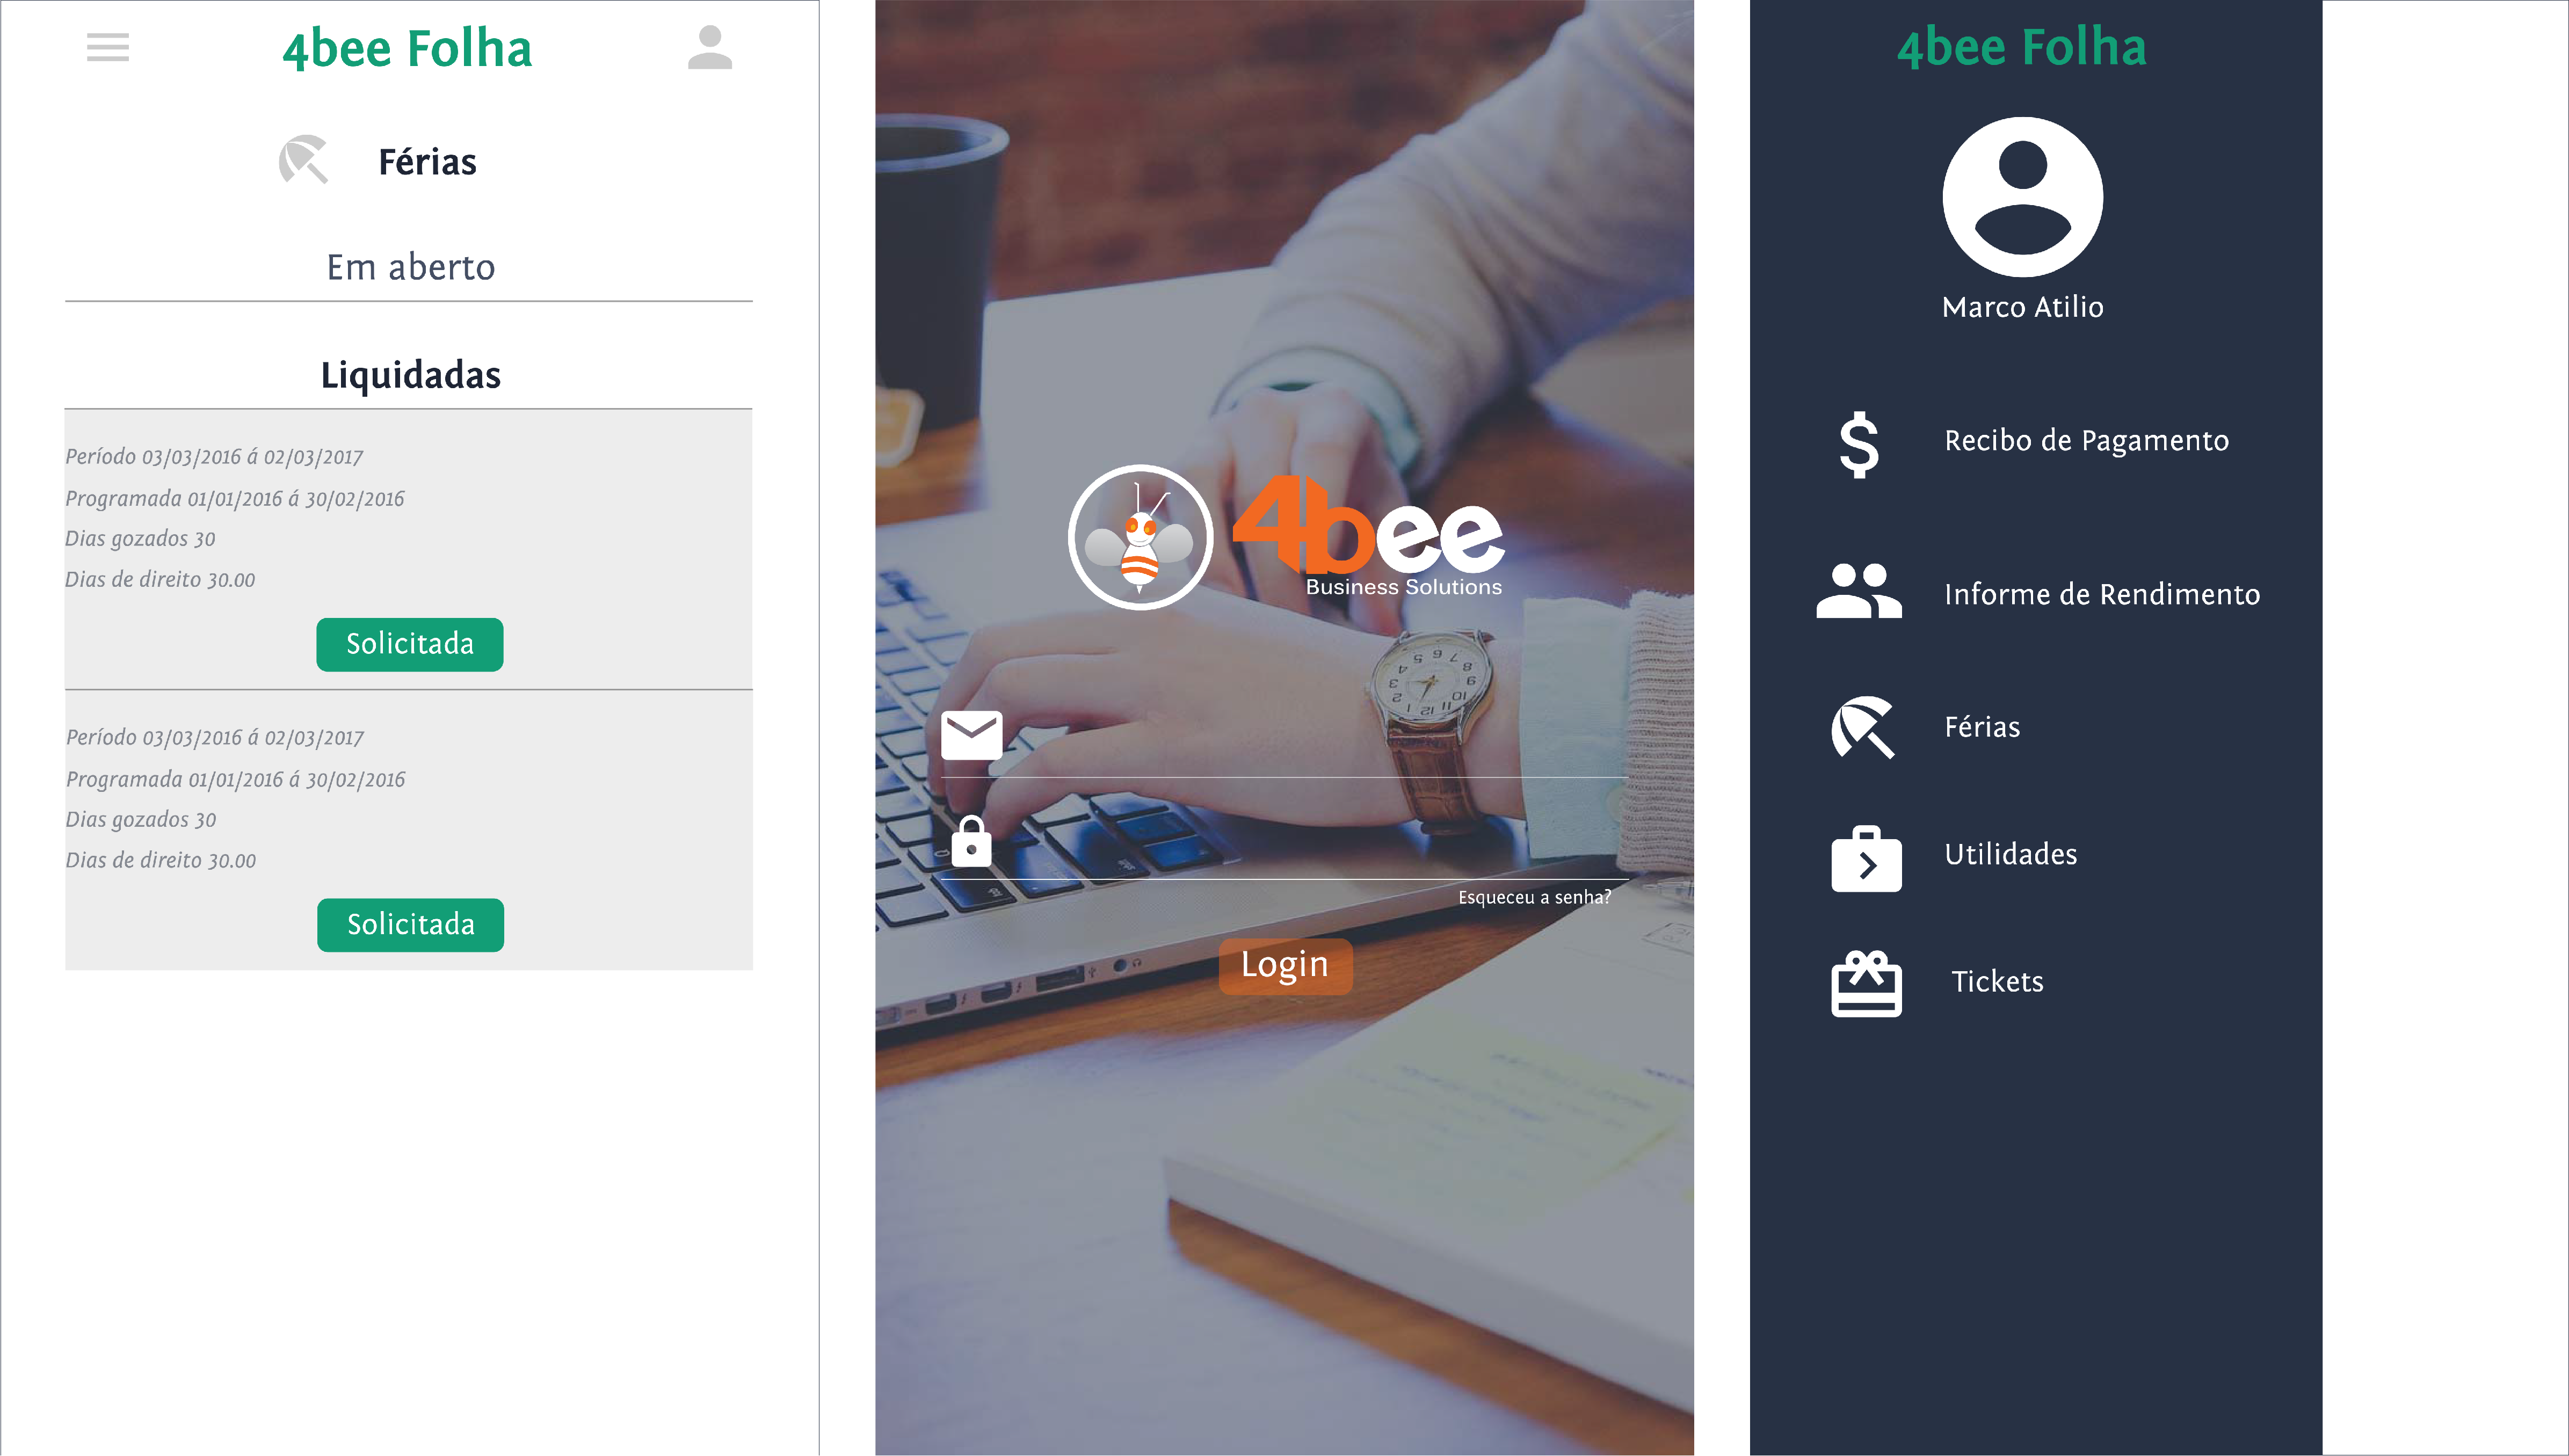 4bee Folha
Férias
Em aberto
Liquidadas
Período 03/03/2016 á 02/03/2017
Programada 01/01/2016 á 30/02/2016
Dias gozados 30
Dias de direito 30.00
Solicitada
Período 03/03/2016 á 02/03/2017
Programada 01/01/2016 á 30/02/2016
Dias gozados 30
Dias de direito 30.00
Solicitada
4bee
Business Solutions
Esqueceu a senha?
Login
4bee Folha
Marco Atilio
Recibo de Pagamento
Informe de Rendimento
Férias
Utilidades
Tickets